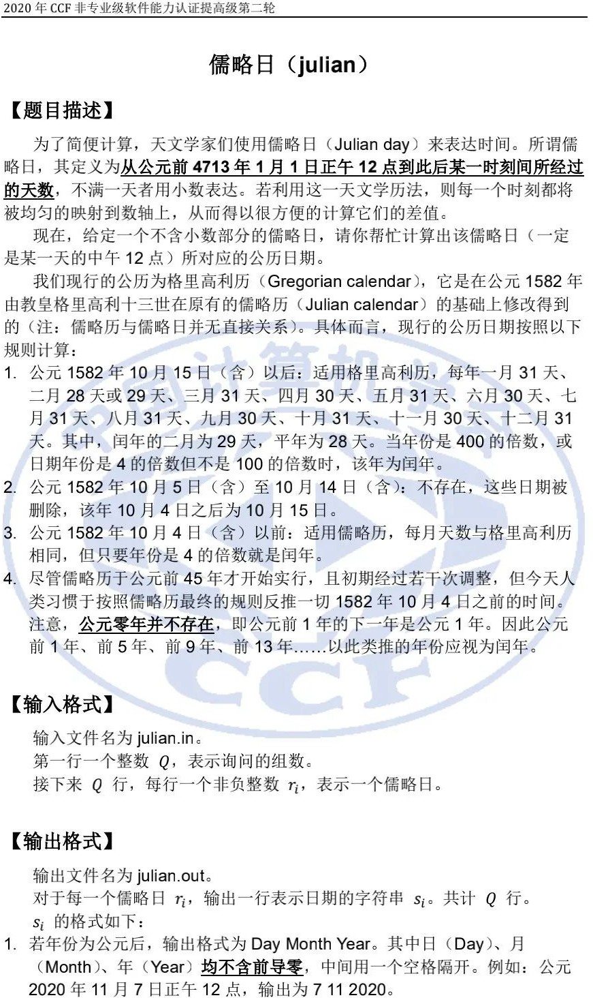 2020 年 CCF 非专业级软件能力认证提高级第二轮
儒略日（julian）
【题目描述】
为了简便计算，天文学家们使用儒略日（Julian day）来表达时间。所谓儒
略日，其定义为从公元前 4713 年 1 月 1 日正午 12 点到此后某一时刻间所经过
的天数，不满一天者用小数表达。若利用这一天文学历法，则每一个时刻都将
被均匀的映射到数轴上，从而得以很方便的计算它们的差值。
现在，给定一个不含小数部分的儒略日，请你帮忙计算出该儒略日（一定
是某一天的中午 12 点）所对应的公历日期。
我们现行的公历为格里高利历（Gregorian calendar），它是在公元 1582 年
由教皇格里高利十三世在原有的儒略历（Julian calendar）的基础上修改得到
的（注：儒略历与儒略日并无直接关系）。具体而言，现行的公历日期按照以下
规则计算：
1. 公元 1582 年 10 月 15 日（含）以后：适用格里高利历，每年一月 31 天、
二月 28 天或 29 天、三月 31 天、四月 30 天、五月 31 天、六月 30 天、七
月 31 天、八月 31 天、九月 30 天、十月 31 天、十一月 30 天、十二月 31
天。其中，闰年的二月为 29 天，平年为 28 天。当年份是 400 的倍数，或
日期年份是 4 的倍数但不是 100 的倍数时，该年为闰年。
2. 公元 1582 年 10 月 5 日（含）至 10 月 14 日（含）：不存在，这些日期被
删除，该年 10 月 4 日之后为 10 月 15 日。
3. 公元 1582 年 10 月 4 日（含）以前：适用儒略历，每月天数与格里高利历
相同，但只要年份是 4 的倍数就是闰年。
4. 尽管儒略历于公元前 45 年才开始实行，且初期经过若干次调整，但今天人
类习惯于按照儒略历最终的规则反推一切 1582 年 10 月 4 日之前的时间。
注意，公元零年并不存在，即公元前 1 年的下一年是公元 1 年。因此公元
前 1 年、前 5 年、前 9 年、前 13 年……以此类推的年份应视为闰年。
中国计算机学会
CCF
【输入格式】
输入文件名为 julian.in。
第一行一个整数 Q，表示询问的组数。
接下来 Q 行，每行一个非负整数 rᵢ，表示一个儒略日。
【输出格式】
输出文件名为 julian.out。
对于每一个儒略日 rᵢ，输出一行表示日期的字符串 sᵢ。共计 Q 行。
sᵢ 的格式如下：
1. 若年份为公元后，输出格式为 Day Month Year。其中日（Day）、月
（Month）、年（Year）均不含前导零，中间用一个空格隔开。例如：公元
2020 年 11 月 7 日正午 12 点，输出为 7 11 2020。